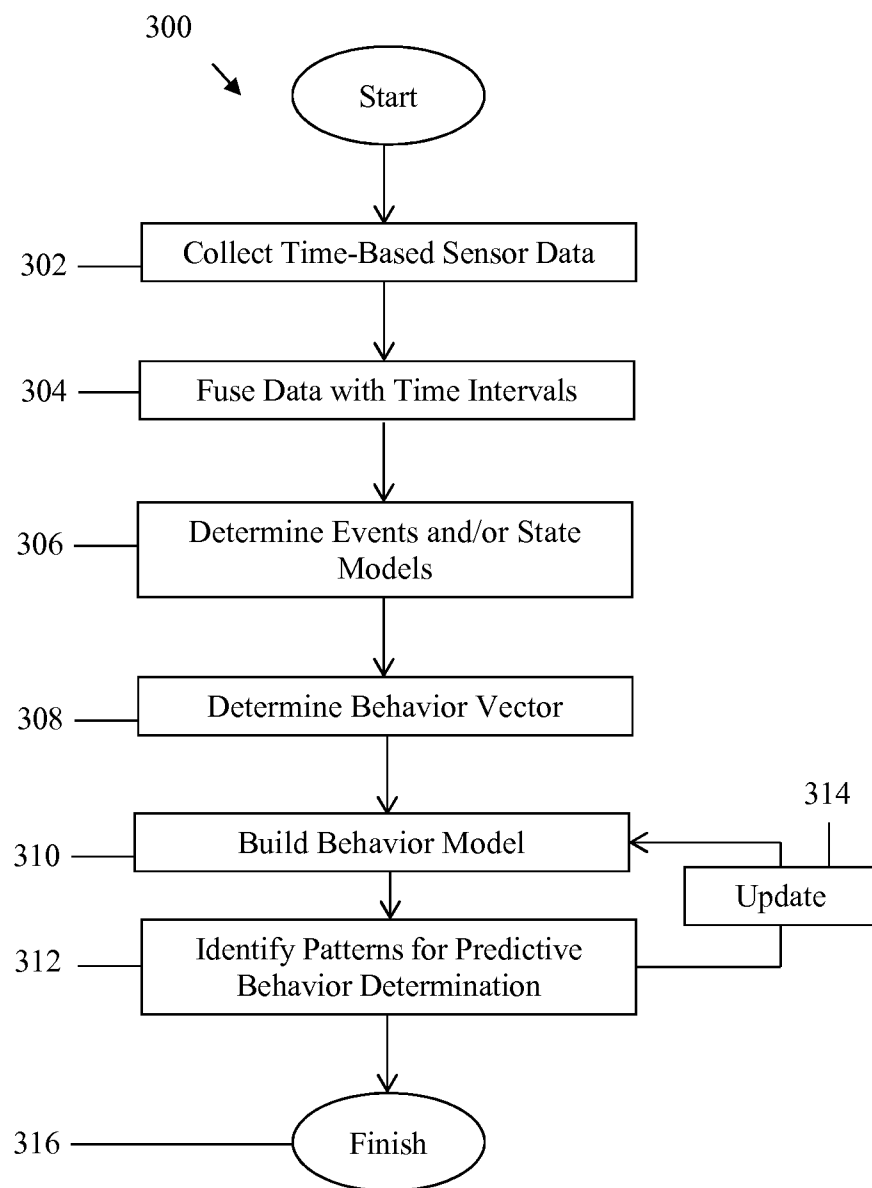 300
Start
302
Collect Time-Based Sensor Data
304
Fuse Data with Time Intervals
306
Determine Events and/or State
Models
308
Determine Behavior Vector
314
310
Build Behavior Model
Update
312
Identify Patterns for Predictive
Behavior Determination
316
Finish